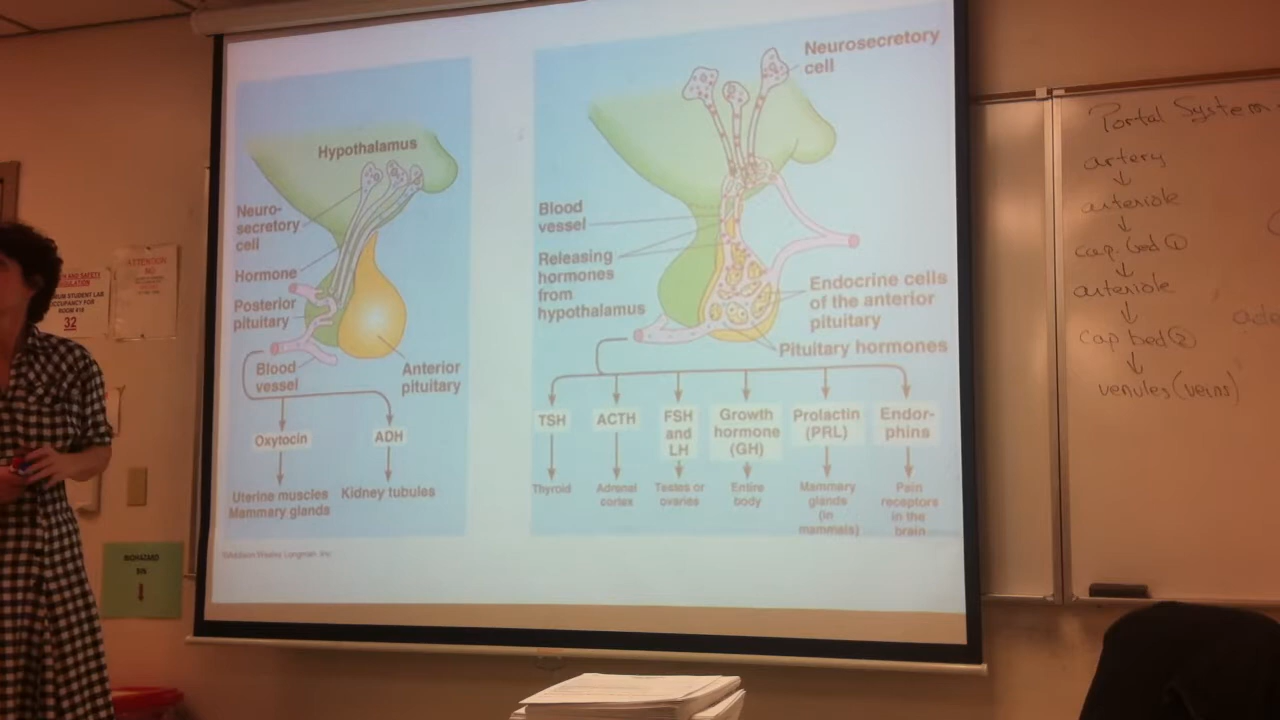 Hypothalamus
Neuro-
secretory
cell
Hormone
Posterior
pituitary
Blood
vessel
Anterior
pituitary
Oxytocin
ADH
Uterine muscles
Mammary glands
Kidney tubules
Neurosecretory
cell
Blood
vessel
Releasing
hormones
from
hypothalamus
Endocrine cells
of the anterior
pituitary
Pituitary hormones
TSH
ACTH
FSH
and
LH
Growth
hormone
(GH)
Prolactin
(PRL)
Endor-
phins
Thyroid
Adrenal
cortex
Testes or
ovaries
Entire
body
Mammary
glands
(in
mammals)
Pain
receptors
in the
brain
Portal System
artery
↓
arteriole
↓
cap. bed ①
↓
arteriole
↓
cap bed ②
↓
venules (veins)
ATTENTION
32
BIOHAZARD